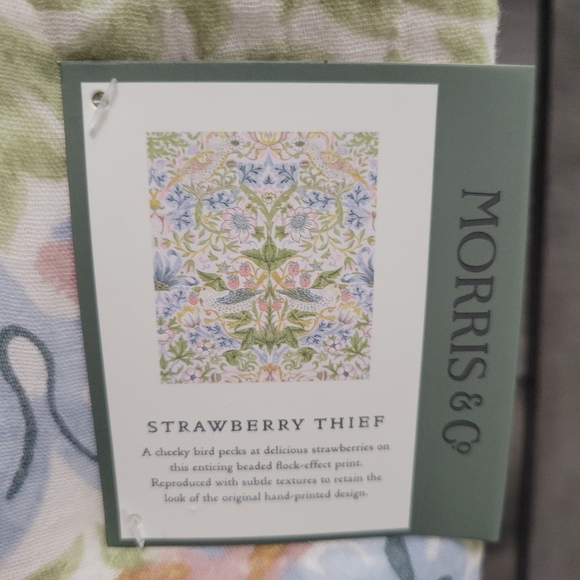 MORRIS & Co
STRAWBERRY THIEF
A cheeky bird pecks at delicious strawberries on
this enticing beaded flock-effect print.
Reproduced with subtle textures to retain the
look of the original hand-printed design.